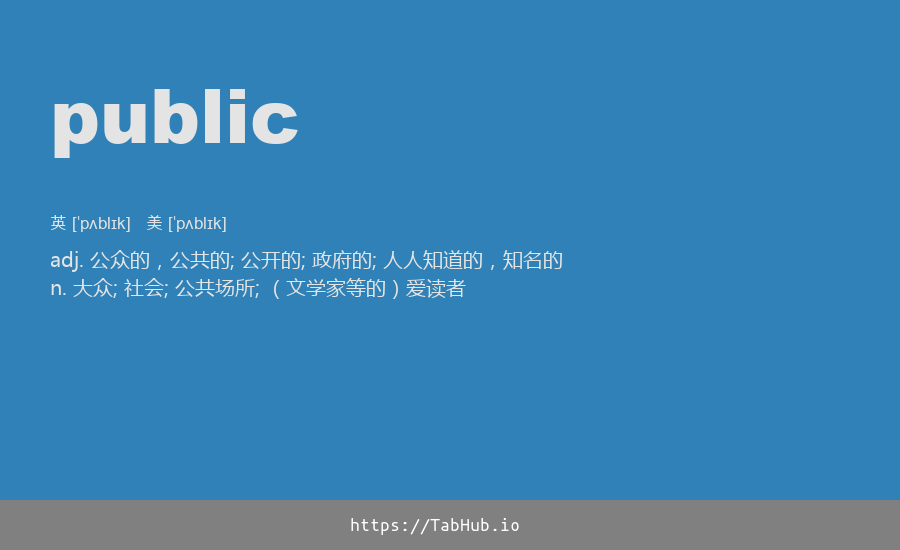 public
英 ['pʌblɪk]   美 ['pʌblɪk]
adj. 公众的，公共的; 公开的; 政府的; 人人知道的，知名的
n. 大众; 社会; 公共场所; （文学家等的）爱读者
https://TabHub.io